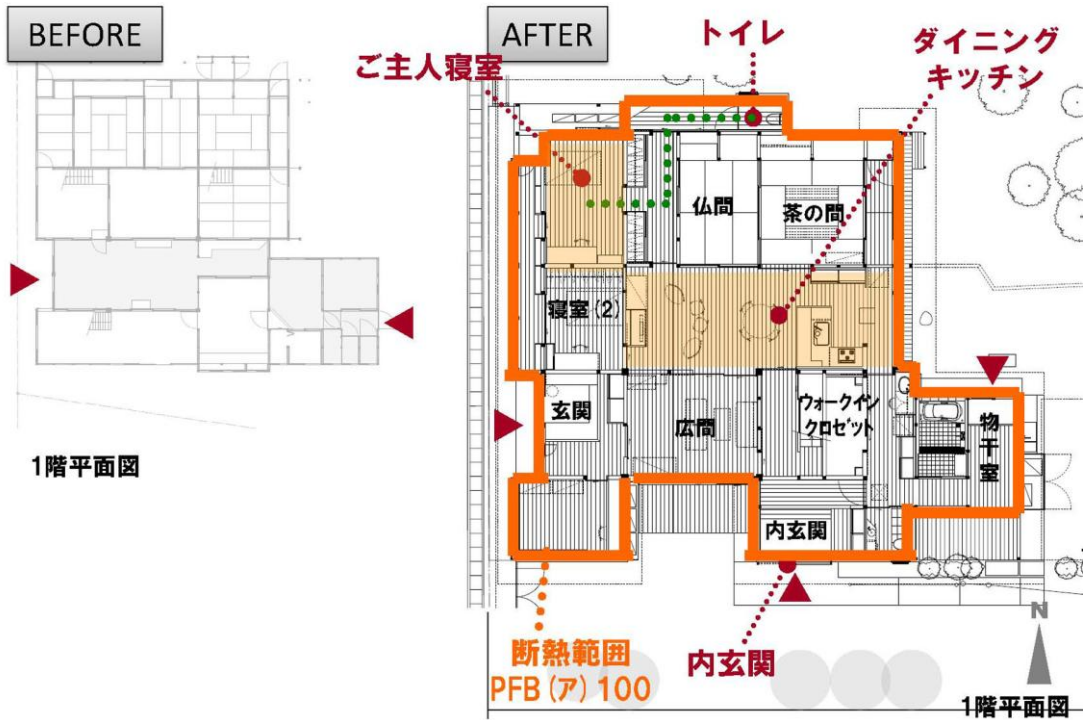 BEFORE
1階平面図
AFTER
トイレ
ダイニング
キッチン
ご主人寝室
仏間
茶の間
寝室(2)
玄関
広間
ウォークイン
クロゼット
物干室
内玄関
断熱範囲
PFB(ア)100
内玄関
N
1階平面図